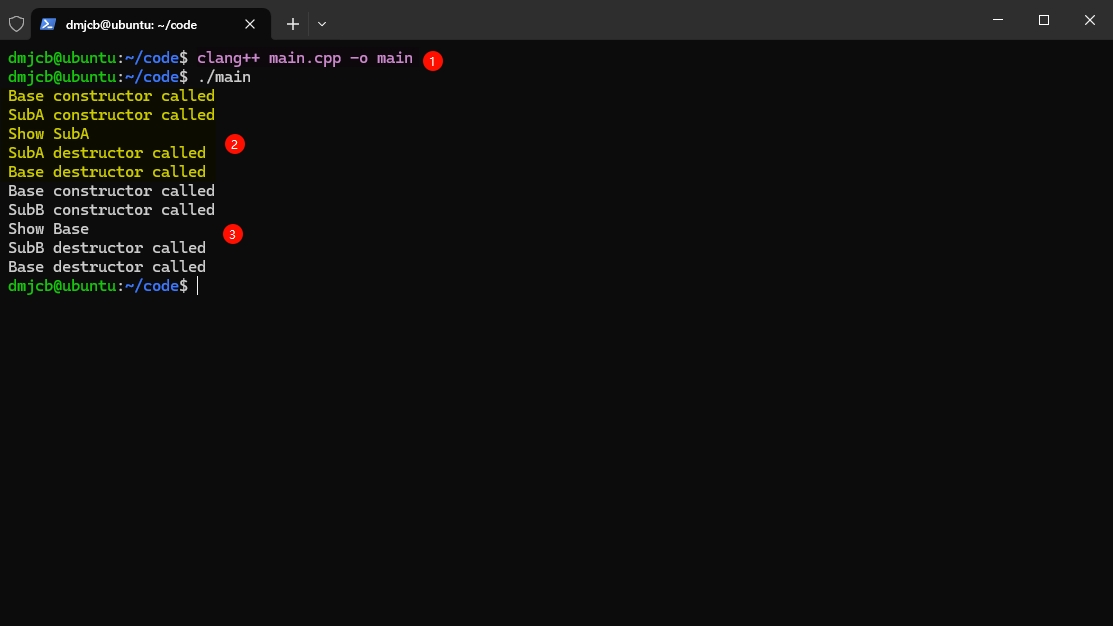 dmjcb@ubuntu: ~/code
dmjcb@ubuntu:~/code$ clang++ main.cpp -o main 1
dmjcb@ubuntu:~/code$ ./main
Base constructor called
SubA constructor called
Show SubA
2
SubA destructor called
Base destructor called
Base constructor called
SubB constructor called
Show Base
3
SubB destructor called
Base destructor called
dmjcb@ubuntu:~/code$